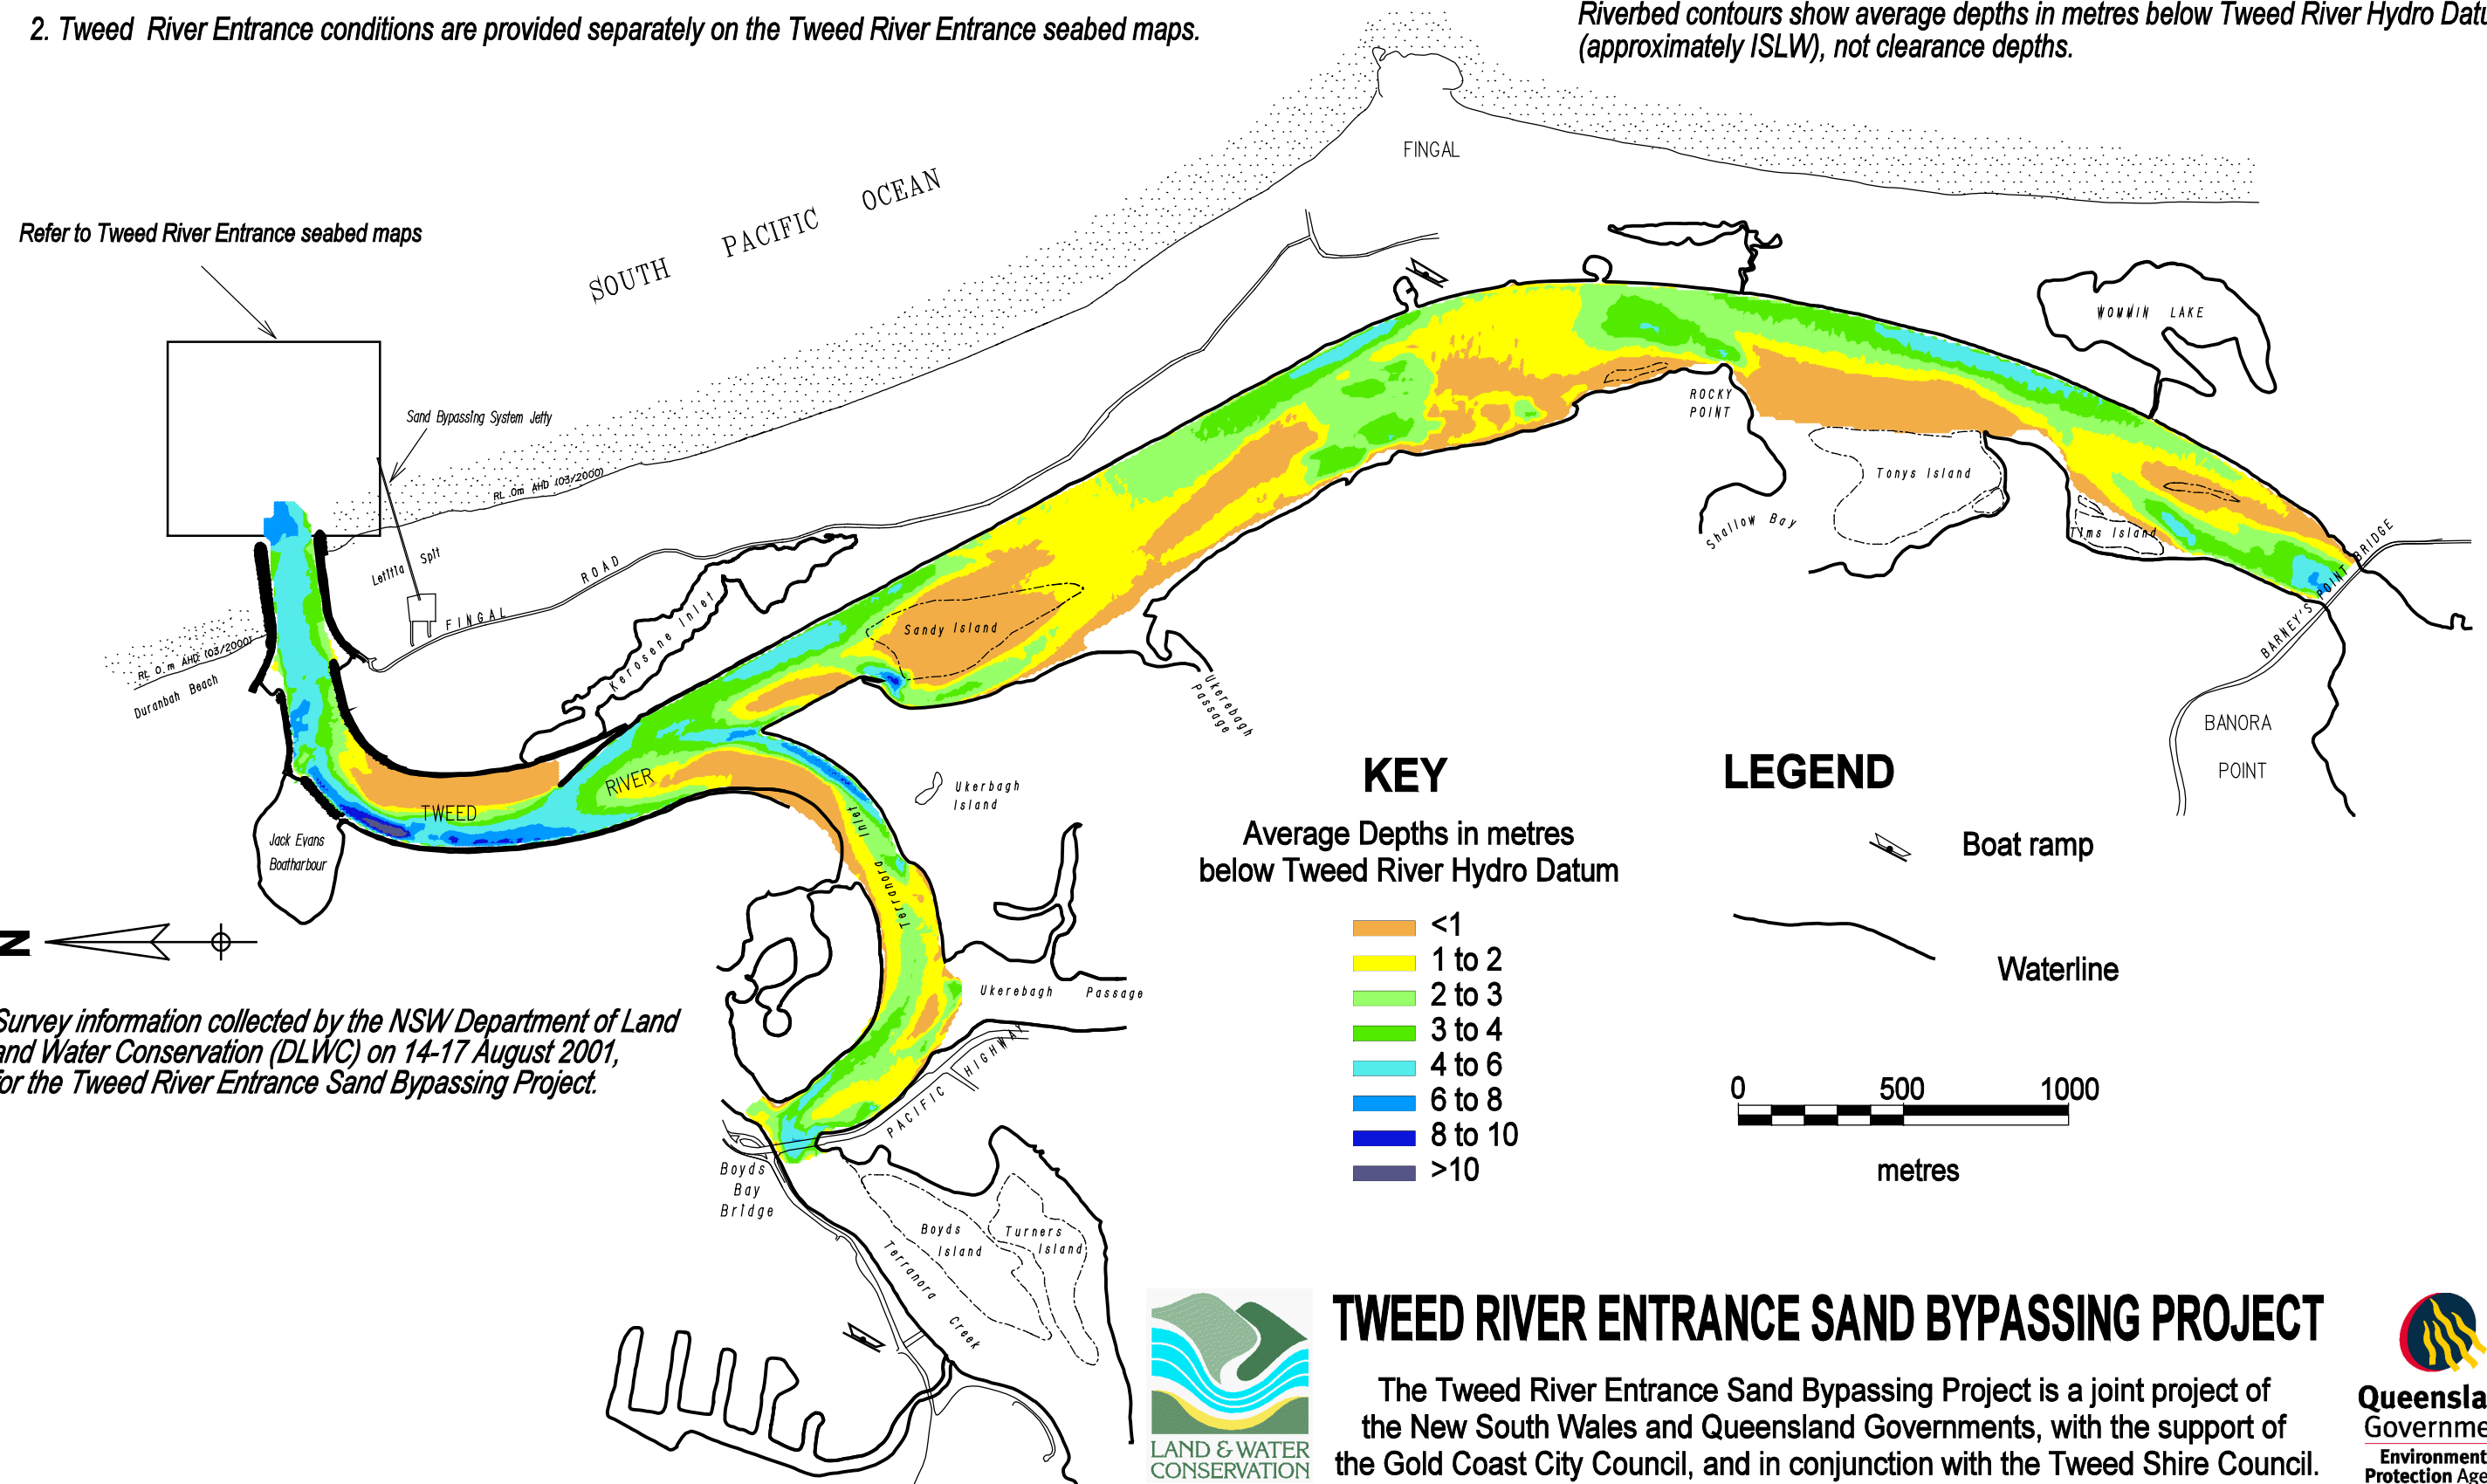 2. Tweed River Entrance conditions are provided separately on the Tweed River Entrance seabed maps.
Riverbed contours show average depths in metres below Tweed River Hydro Datu
(approximately ISLW), not clearance depths.
FINGAL
SOUTH PACIFIC OCEAN
Refer to Tweed River Entrance seabed maps
WOMMIN LAKE
Sand Bypassing System Jetty
ROCKY
POINT
RL .0m AHD (03/2000)
Tonys Island
Shallow Bay
Tims Island
BARNEY'S POINT BRIDGE
Letitia Spit
FINGAL ROAD
Kerosene Inlet
Sandy Island
RL 0.m AHD (03/2000)
Duranbah Beach
Ukerebagh
Passage
BANORA
POINT
RIVER
TWEED
Ukerbagh
Island
Jack Evans
Boatharbour
Terranora Inlet
KEY
Average Depths in metres
below Tweed River Hydro Datum
<1
1 to 2
2 to 3
3 to 4
4 to 6
6 to 8
8 to 10
>10
LEGEND
Boat ramp
Waterline
0 500 1000
metres
N
Ukerebagh Passage
Survey information collected by the NSW Department of Land
and Water Conservation (DLWC) on 14-17 August 2001,
for the Tweed River Entrance Sand Bypassing Project.
PACIFIC HIGHWAY
Boyds
Bay
Bridge
Boyds
Island
Turners
Island
Terranora Creek
LAND & WATER
CONSERVATION
TWEED RIVER ENTRANCE SAND BYPASSING PROJECT
The Tweed River Entrance Sand Bypassing Project is a joint project of
the New South Wales and Queensland Governments, with the support of
the Gold Coast City Council, and in conjunction with the Tweed Shire Council.
Queensla
Governme
Environment
Protection Age